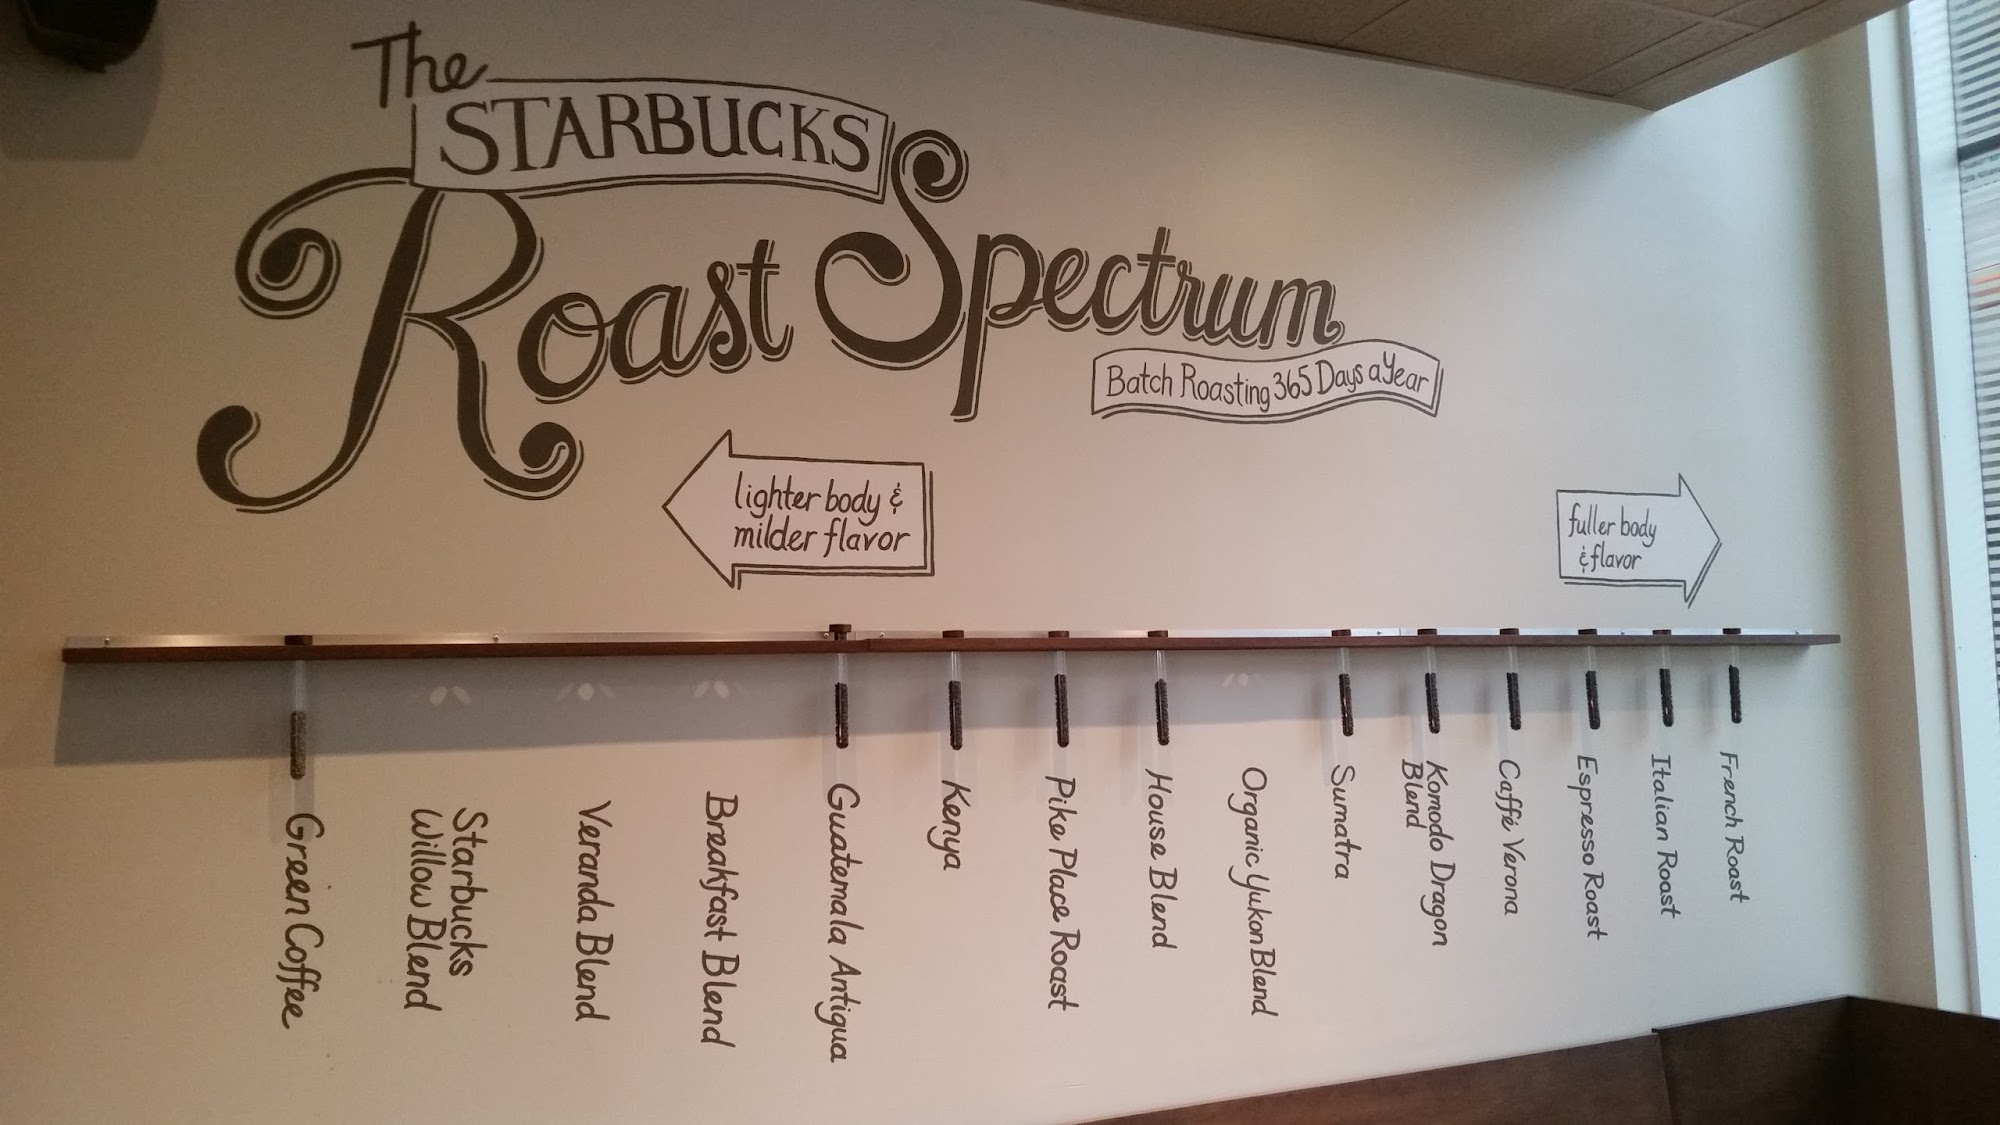 The
STARBUCKS
Roast Spectrum
Batch Roasting 365 Days a Year
lighter body &
milder flavor
fuller body
& flavor
Green Coffee
Starbucks
Willow Blend
Veranda Blend
Breakfast Blend
Guatemala Antigua
Kenya
Pike Place Roast
House Blend
Organic Yukon Blend
Sumatra
Komodo Dragon
Blend
Caffé Verona
Espresso Roast
Italian Roast
French Roast